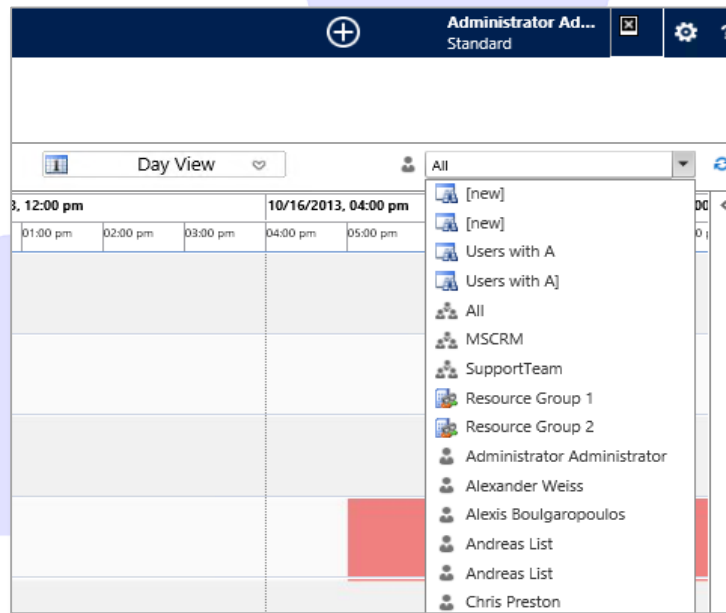 Administrator Ad...
Standard
Day View
All
, 12:00 pm
10/16/2013, 04:00 pm
01:00 pm
02:00 pm
03:00 pm
04:00 pm
05:00 pm
[new]
[new]
Users with A
Users with A]
All
MSCRM
SupportTeam
Resource Group 1
Resource Group 2
Administrator Administrator
Alexander Weiss
Alexis Boulgaropoulos
Andreas List
Andreas List
Chris Preston